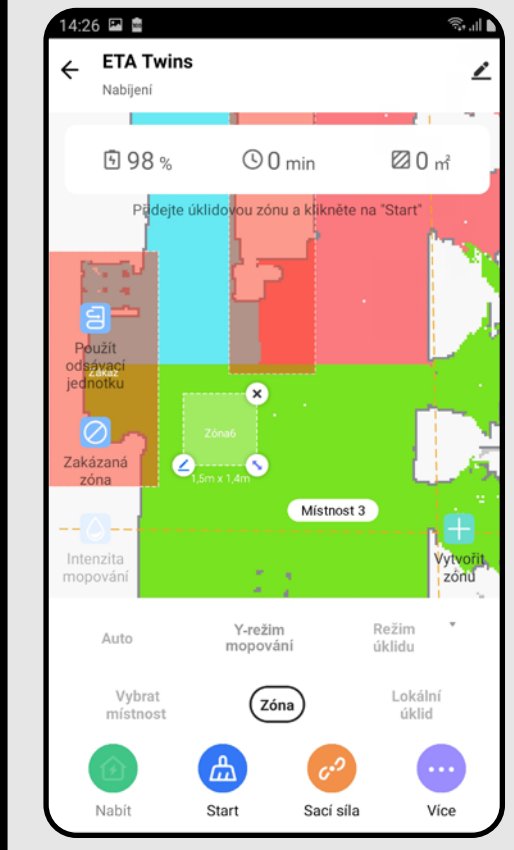 14:26
ETA Twins
Nabíjení
98 %
0 min
0 ㎡
Přidejte úklidovou zónu a klikněte na "Start"
Použít
odsávací
jednotku
Zákaz
Zakázaná
zóna
Zóna6
1,5m x 1,4m
Místnost 3
Intenzita
mopování
Vytvořit
zónu
Auto
Y-režim
mopování
Režim
úklidu
Vybrat
místnost
Zóna
Lokální
úklid
Nabít
Start
Sací síla
Více